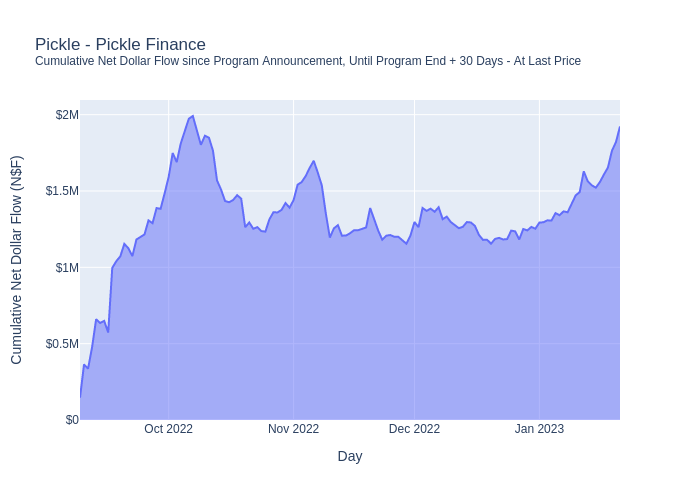 Pickle - Pickle Finance
Cumulative Net Dollar Flow since Program Announcement, Until Program End + 30 Days - At Last Price
Cumulative Net Dollar Flow (N$F)
$2M
$1.5M
$1M
$0.5M
$0
Oct 2022
Nov 2022
Dec 2022
Jan 2023
Day